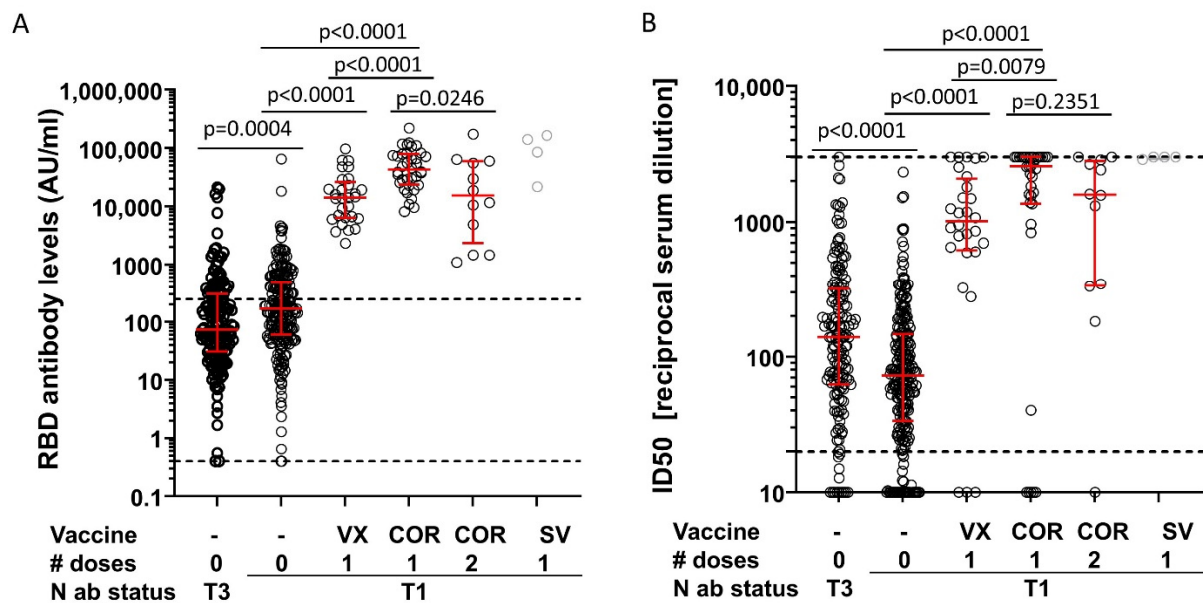 A
p<0.0001
p<0.0001
p<0.0001
p=0.0246
p=0.0004
1,000,000
100,000
10,000
1000
100
10
1
0.1
RBD antibody levels (AU/ml)
Vaccine - - VX COR COR SV
# doses 0 0 1 1 2 1
N ab status T3 T1
B
p<0.0001
p=0.0079
p<0.0001
p=0.2351
p<0.0001
10,000
1000
100
10
ID50 [reciprocal serum dilution]
Vaccine - - VX COR COR SV
# doses 0 0 1 1 2 1
N ab status T3 T1